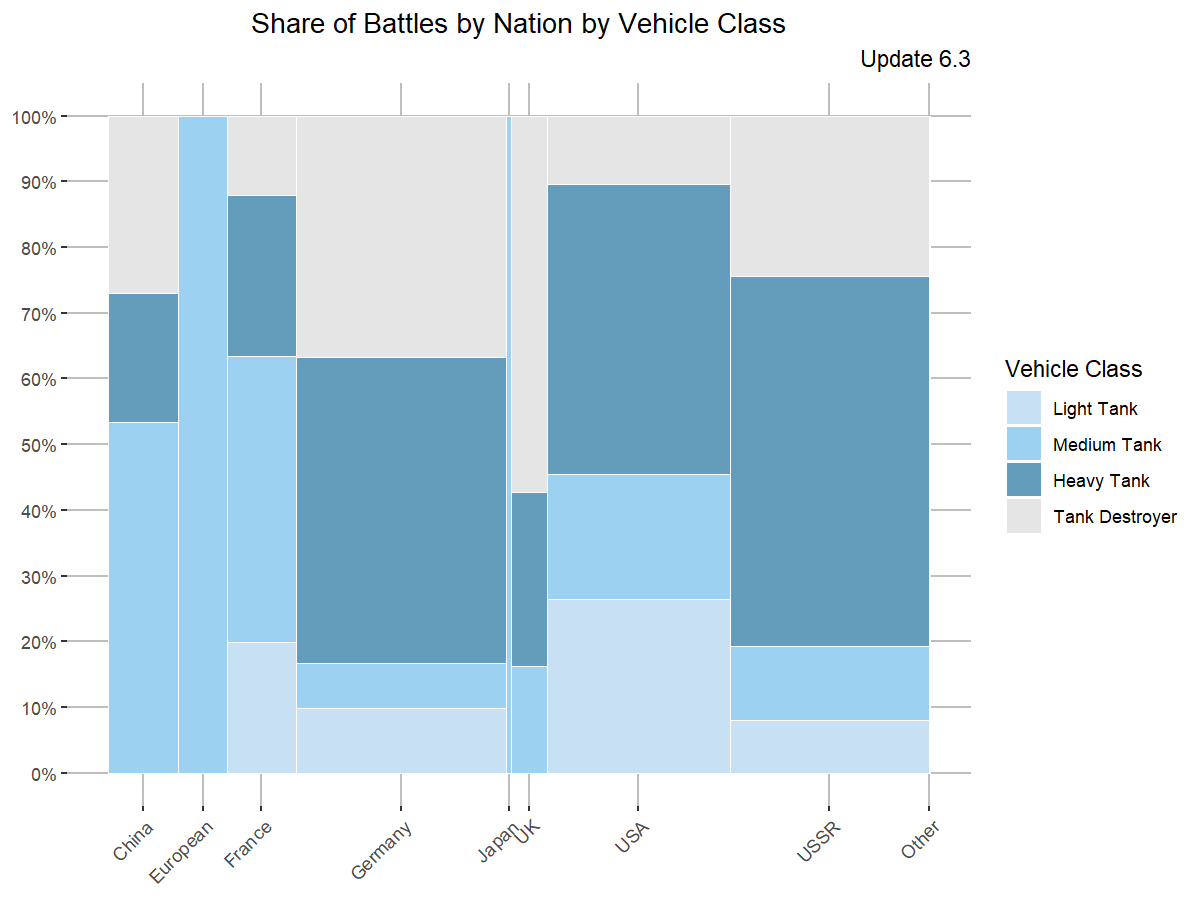 Share of Battles by Nation by Vehicle Class
Update 6.3
100%
90%
80%
70%
60%
50%
40%
30%
20%
10%
0%
China
European
France
Germany
Japan
UK
USA
USSR
Other
Vehicle Class
Light Tank
Medium Tank
Heavy Tank
Tank Destroyer